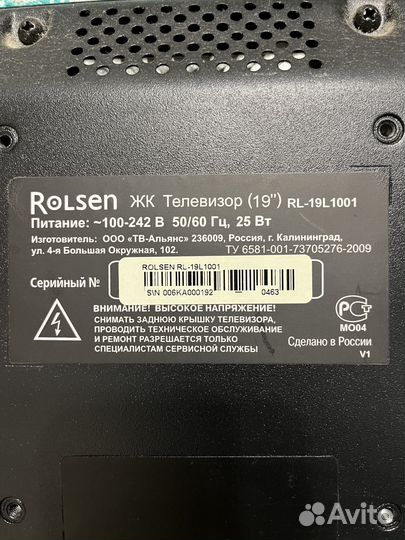 ROLSEN ЖК Телевизор (19") RL-19L1001
Питание: ~100-242 В 50/60 Гц, 25 Вт
Изготовитель: ООО «ТВ-Альянс» 236009, Россия, г. Калининград,
ул. 4-я Большая Окружная, 102. ТУ 6581-001-73705276-2009
Серийный №
ROLSEN RL-19L1001
S\N 006KA000192 0463
ВНИМАНИЕ! ВЫСОКОЕ НАПРЯЖЕНИЕ!
СНИМАТЬ ЗАДНЮЮ КРЫШКУ ТЕЛЕВИЗОРА,
ПРОВОДИТЬ ТЕХНИЧЕСКОЕ ОБСЛУЖИВАНИЕ
И РЕМОНТ РАЗРЕШАЕТСЯ ТОЛЬКО
СПЕЦИАЛИСТАМ СЕРВИСНОЙ СЛУЖБЫ
МО04
Сделано в России
V1
Avito